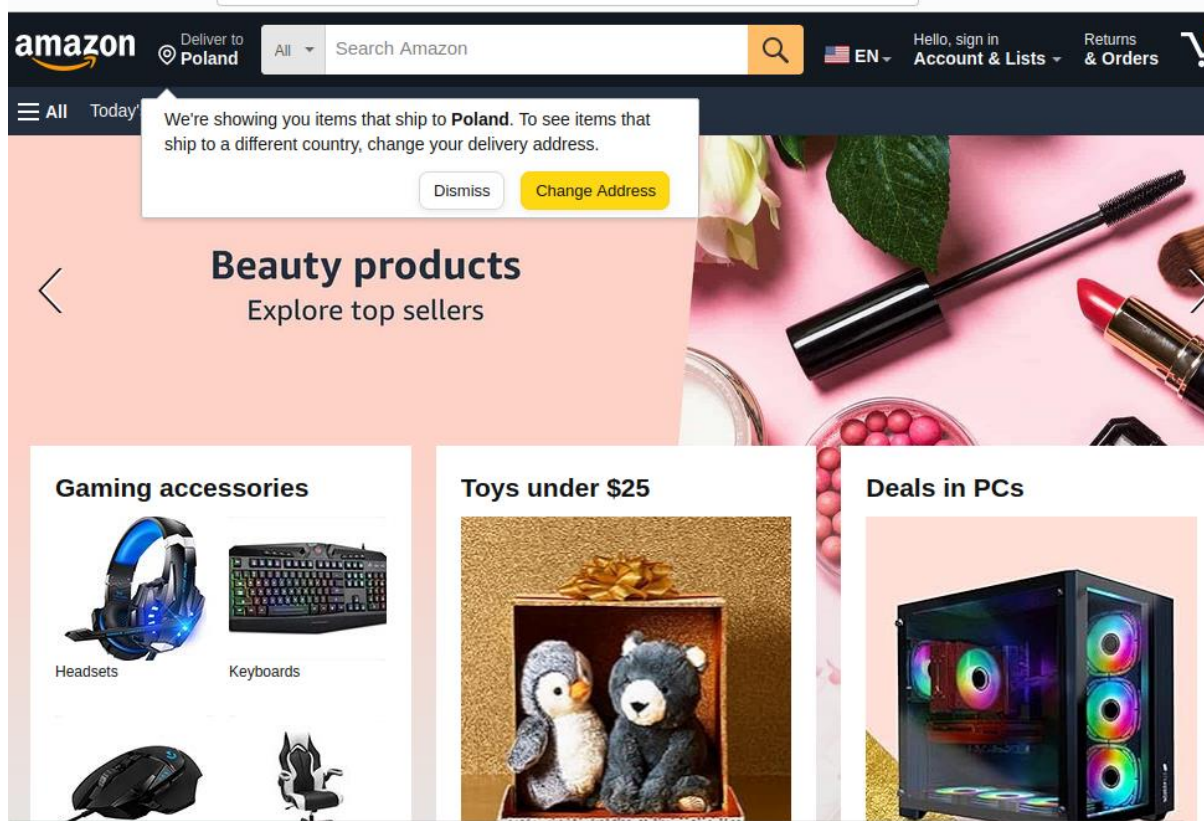 amazon
Deliver to
Poland
All
Search Amazon
EN
Hello, sign in
Account & Lists
Returns
& Orders
All
Today'
We're showing you items that ship to Poland. To see items that
ship to a different country, change your delivery address.
Dismiss
Change Address
Beauty products
Explore top sellers
Gaming accessories
Headsets
Keyboards
Toys under $25
Deals in PCs